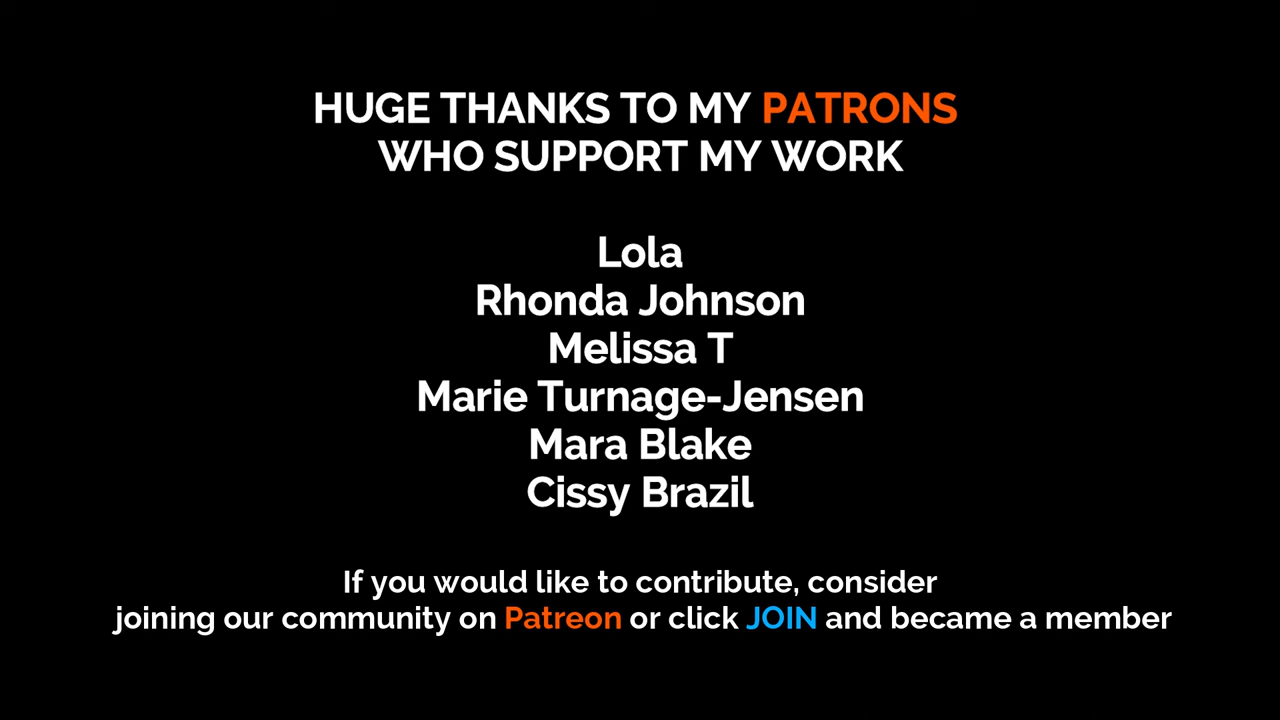 HUGE THANKS TO MY PATRONS
WHO SUPPORT MY WORK
Lola
Rhonda Johnson
Melissa T
Marie Turnage-Jensen
Mara Blake
Cissy Brazil
If you would like to contribute, consider
joining our community on Patreon or click JOIN and became a member